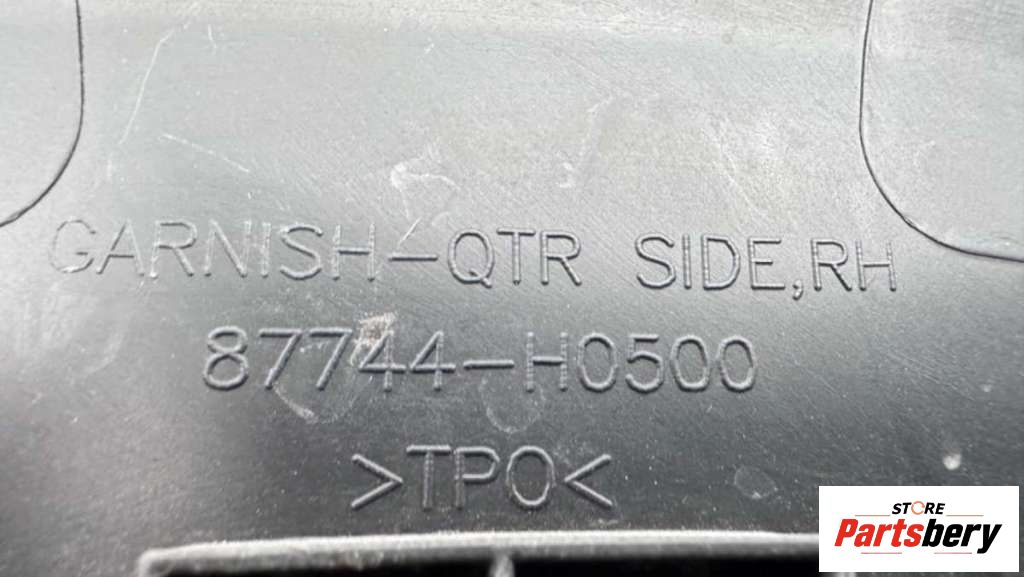 GARNISH-QTR SIDE,RH
87744-H0500
>TPO<
STORE
Partsbery